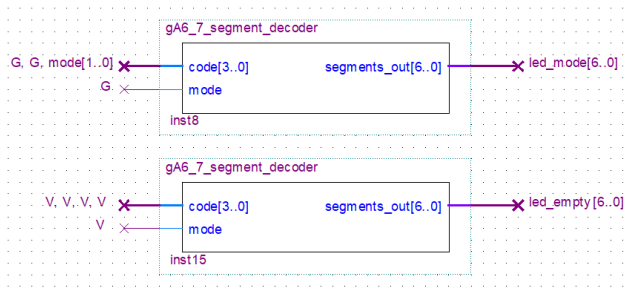 gA6_7_segment_decoder
G, G, mode[1..0] code[3..0] segments_out[6..0] led_mode[6..0]
G mode
inst8
gA6_7_segment_decoder
V, V, V, V code[3..0] segments_out[6..0] led_empty[6..0]
V mode
inst15